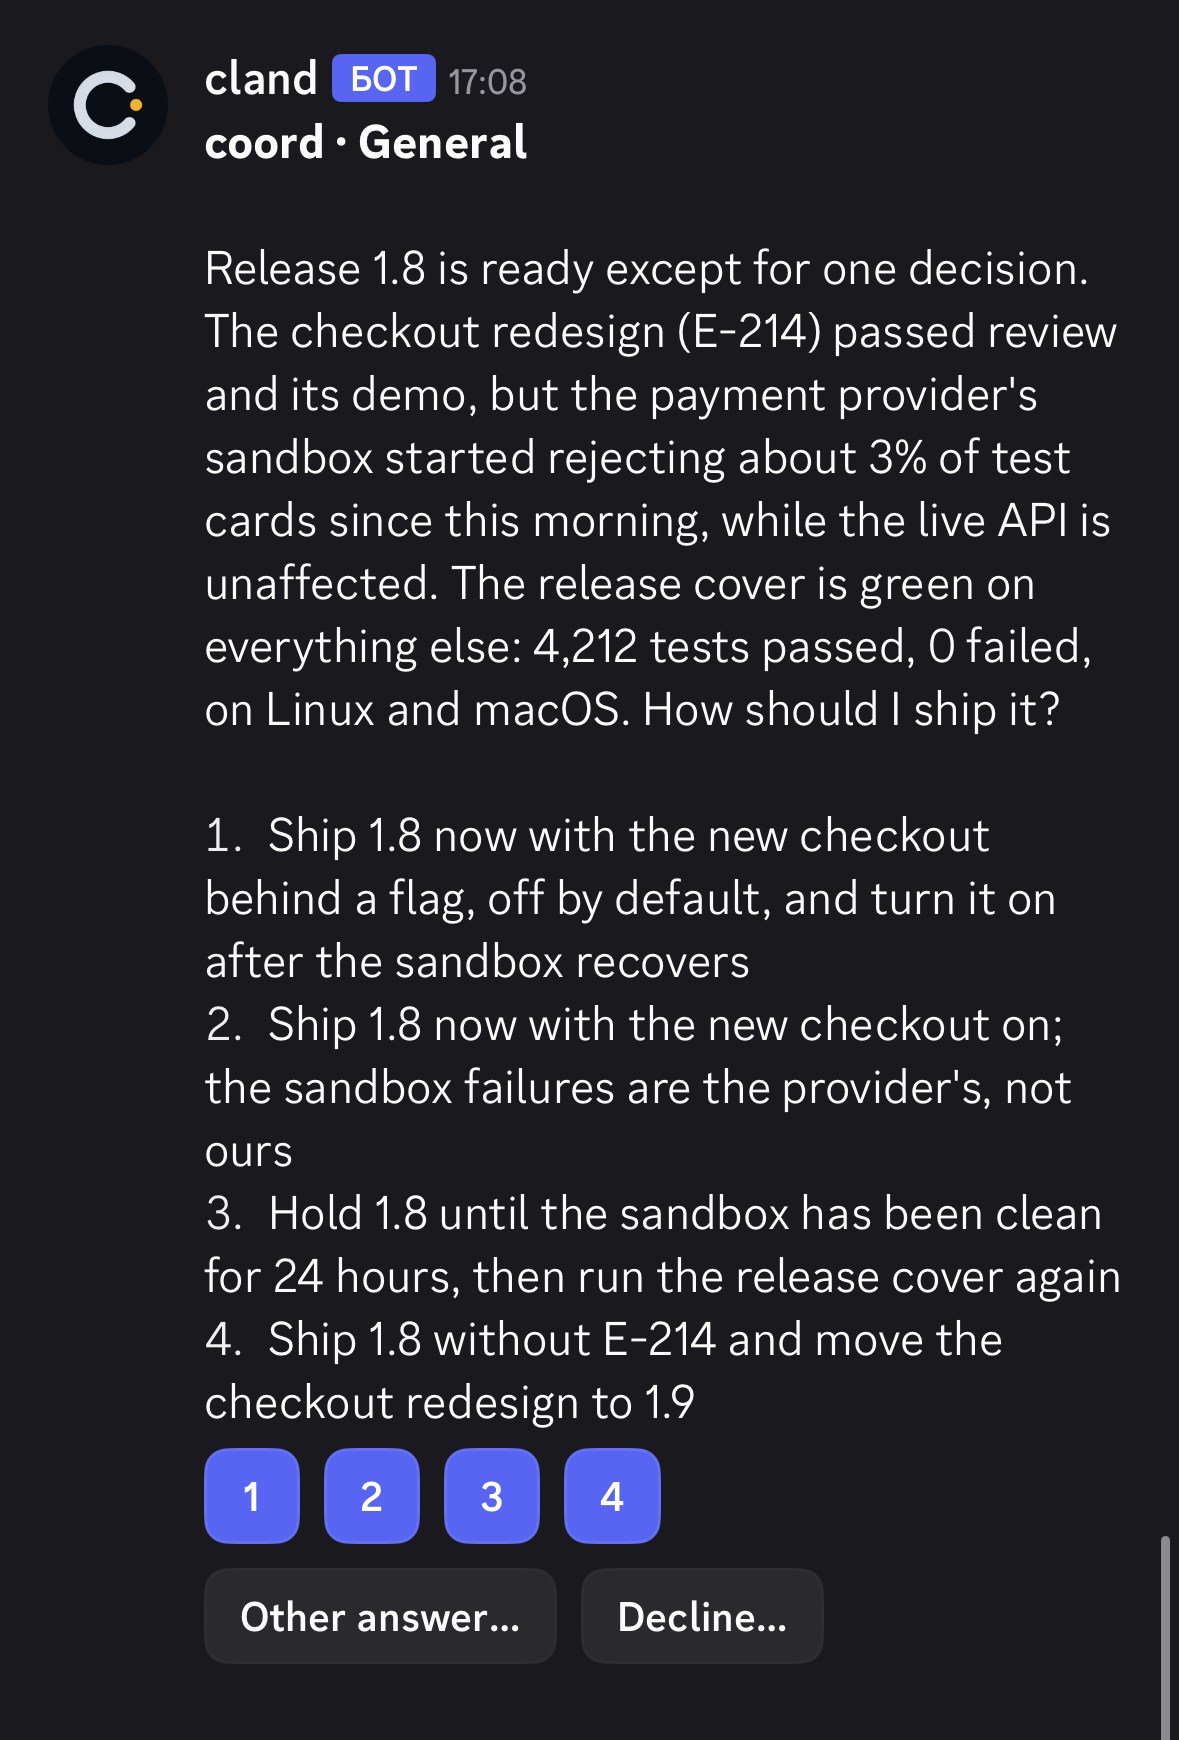 cland БОТ 17:08
coord · General
Release 1.8 is ready except for one decision.
The checkout redesign (E-214) passed review
and its demo, but the payment provider's
sandbox started rejecting about 3% of test
cards since this morning, while the live API is
unaffected. The release cover is green on
everything else: 4,212 tests passed, 0 failed,
on Linux and macOS. How should I ship it?
1. Ship 1.8 now with the new checkout
behind a flag, off by default, and turn it on
after the sandbox recovers
2. Ship 1.8 now with the new checkout on;
the sandbox failures are the provider's, not
ours
3. Hold 1.8 until the sandbox has been clean
for 24 hours, then run the release cover again
4. Ship 1.8 without E-214 and move the
checkout redesign to 1.9
1 2 3 4
Other answer... Decline...